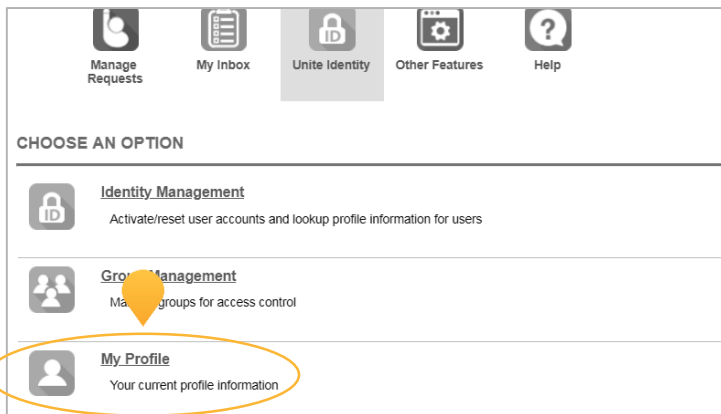 Manage
Requests
My Inbox
Unite Identity
Other Features
Help
CHOOSE AN OPTION
Identity Management
Activate/reset user accounts and lookup profile information for users
Management
groups for access control
My Profile
Your current profile information